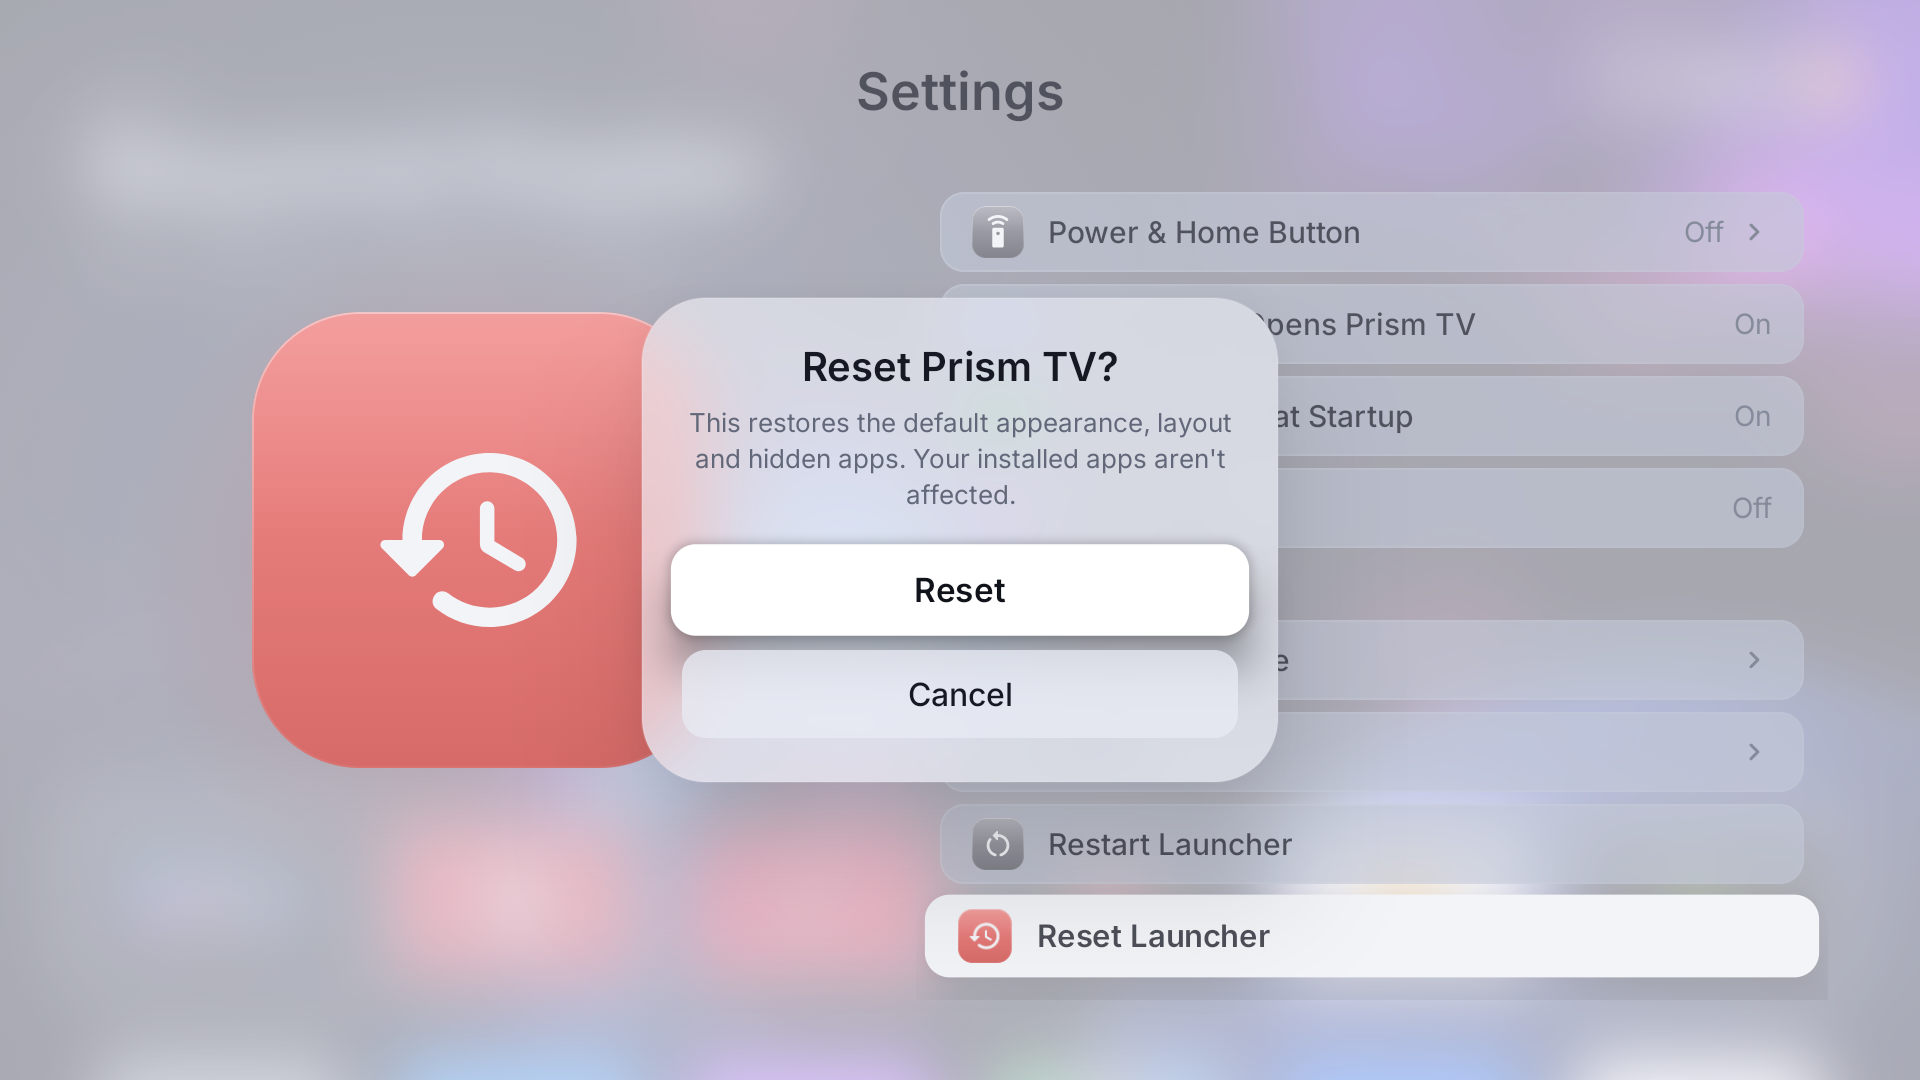 Settings
Power & Home Button
Off
pens Prism TV
On
at Startup
On
Off
Reset Prism TV?
This restores the default appearance, layout
and hidden apps. Your installed apps aren't
affected.
Reset
Cancel
Restart Launcher
Reset Launcher